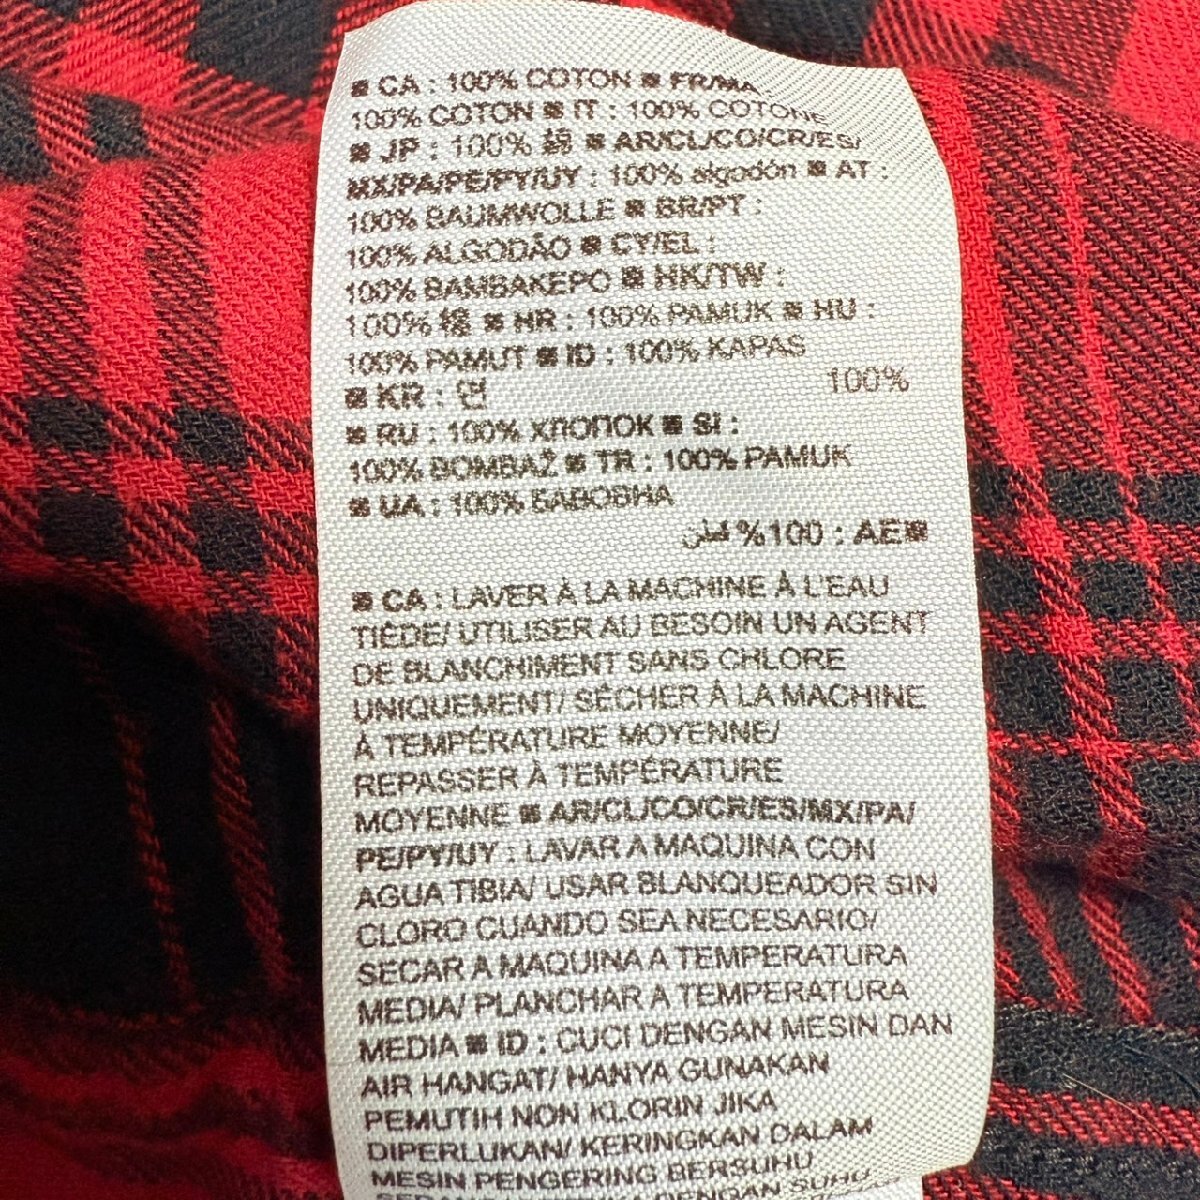 ■ CA : 100% COTON ■ FR/MA
100% COTON ■ IT : 100% COTONE
■ JP : 100% 綿 ■ AR/CL/CO/CR/ES/
MX/PA/PE/PY/UY : 100% algodón ■ AT :
100% BAUMWOLLE ■ BR/PT :
100% ALGODÃO ■ CY/EL :
100% ΒΑΜΒΑΚΕΡΟ ■ HK/TW :
100% 棉 ■ HR : 100% PAMUK ■ HU :
100% PAMUT ■ ID : 100% KAPAS
■ KR : 면 100%
■ RU : 100% ХЛОПОК ■ SI :
100% BOMBAŽ ■ TR : 100% PAMUK
■ UA : 100% БАВОВНА
■AE : 100% قطن
■ CA : LAVER À LA MACHINE À L'EAU
TIÈDE/ UTILISER AU BESOIN UN AGENT
DE BLANCHIMENT SANS CHLORE
UNIQUEMENT/ SÉCHER À LA MACHINE
À TEMPÉRATURE MOYENNE/
REPASSER À TEMPÉRATURE
MOYENNE ■ AR/CL/CO/CR/ES/MX/PA/
PE/PY/UY : LAVAR A MAQUINA CON
AGUA TIBIA/ USAR BLANQUEADOR SIN
CLORO CUANDO SEA NECESARIO/
SECAR A MAQUINA A TEMPERATURA
MEDIA/ PLANCHAR A TEMPERATURA
MEDIA ■ ID : CUCI DENGAN MESIN DAN
AIR HANGAT/ HANYA GUNAKAN
PEMUTIH NON KLORIN JIKA
DIPERLUKAN/ KERINGKAN DALAM
MESIN PENGERING BERSUHU
SEDANG/ SETRIKA DENGAN SUHU